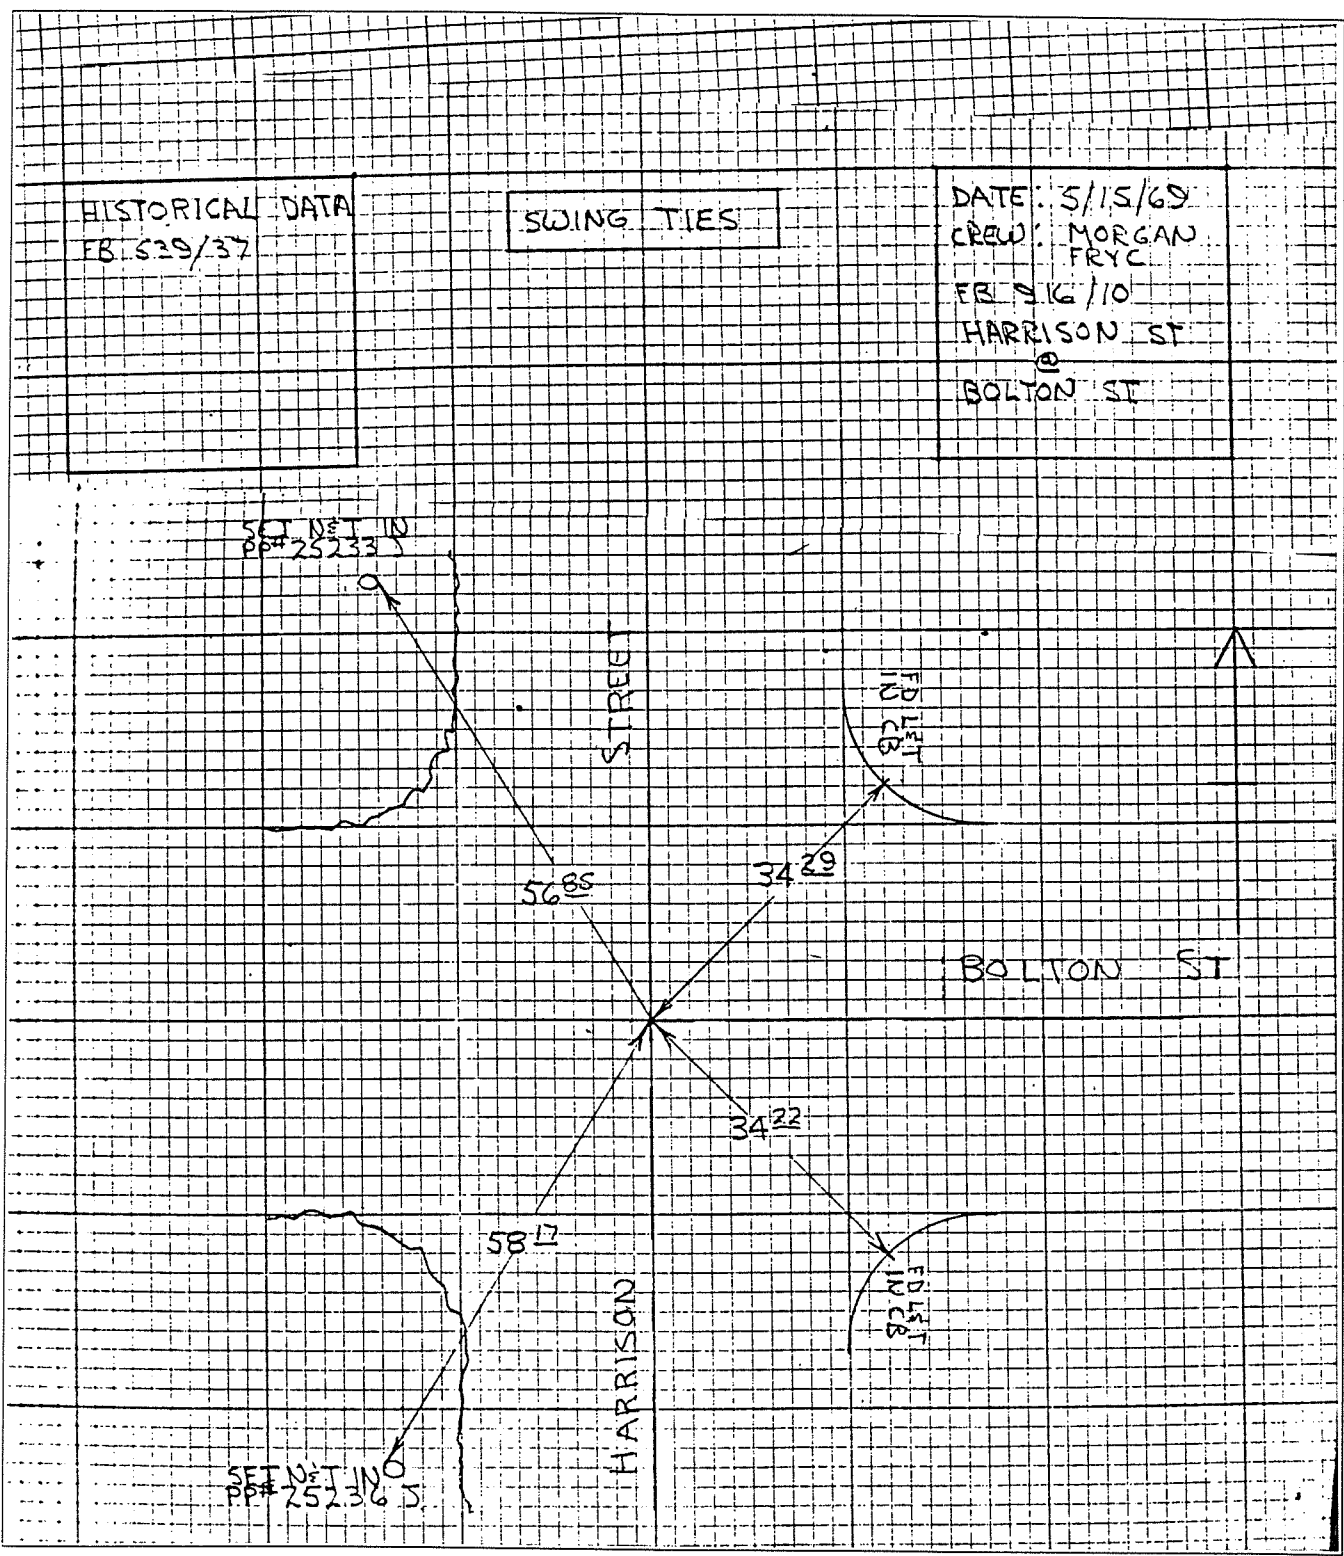 HISTORICAL DATA
FB 539/37
SWING TIES
DATE: 5/15/69
CREW: MORGAN
FRYC
FB 916/10
HARRISON ST
@
BOLTON ST
SET N&T IN
PP# 25233 J
STREET
FD L&T
IN CB
56 85
34 29
BOLTON ST
34 22
58 17
HARRISON
FD L&T
IN CB
SET N&T IN
PP# 25236 J